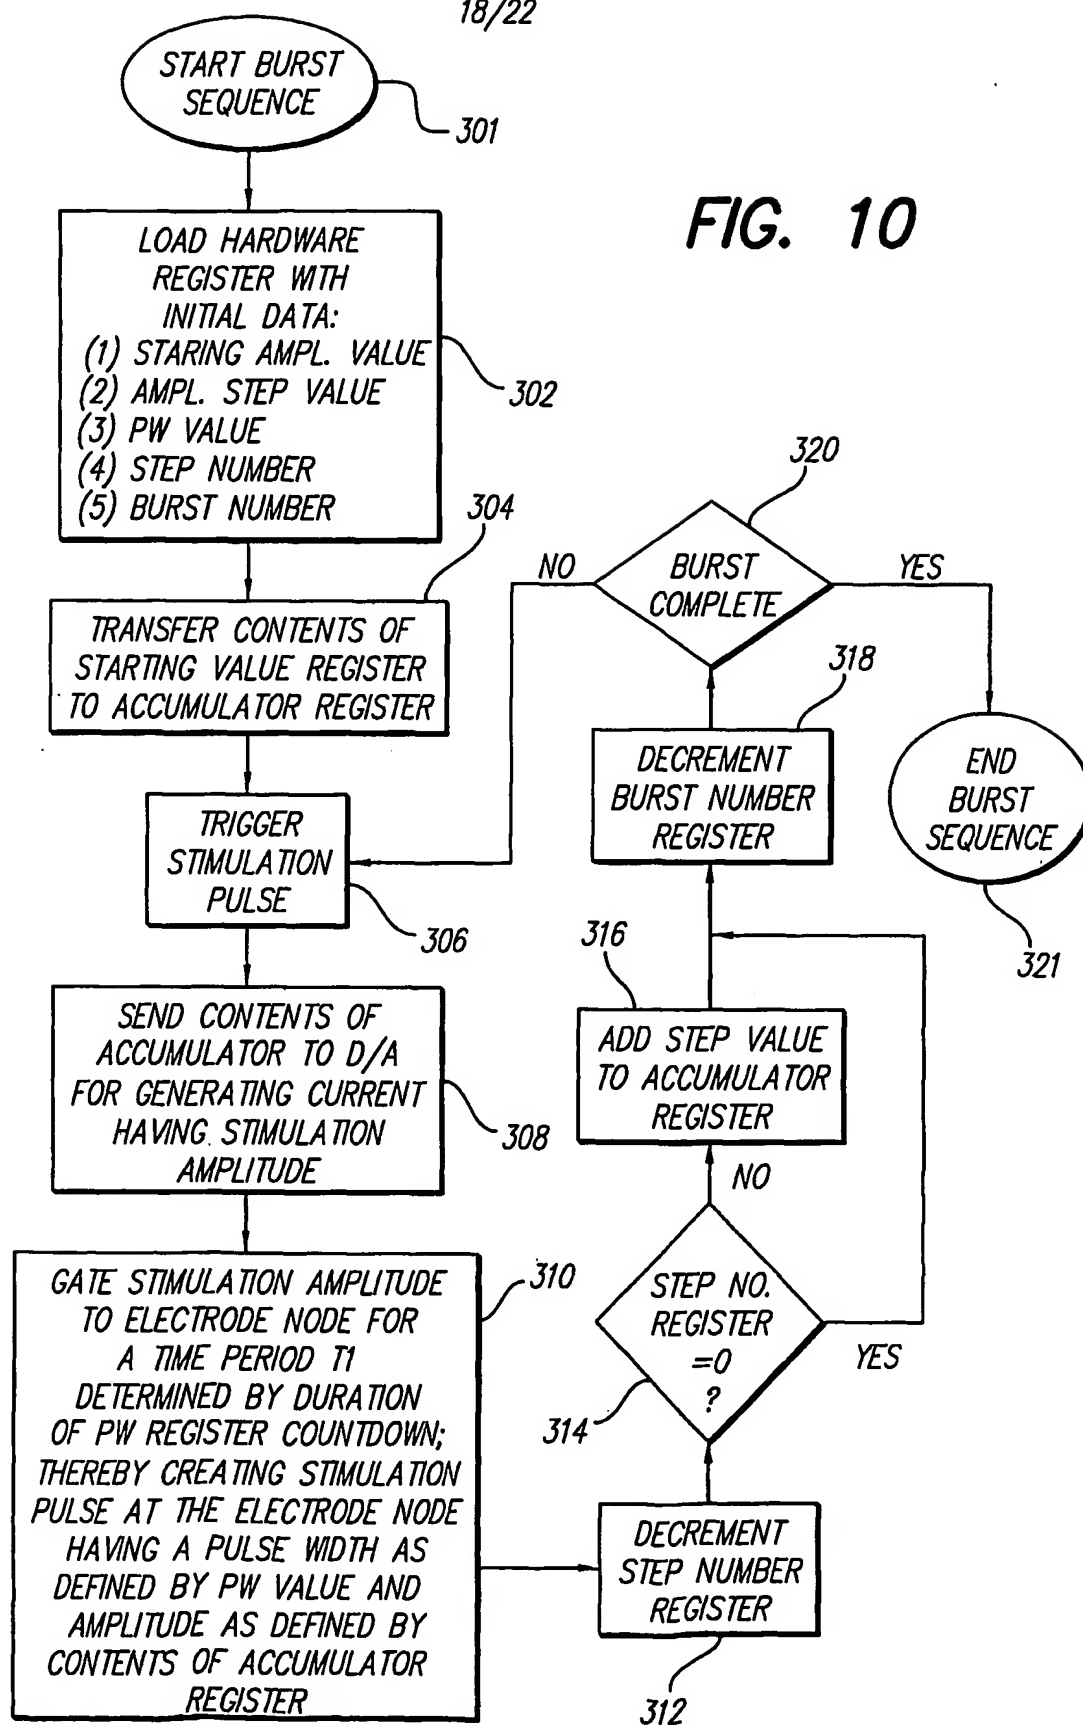 18/22
START BURST
SEQUENCE
301
FIG. 10
LOAD HARDWARE
REGISTER WITH
INITIAL DATA:
(1) STARING AMPL. VALUE
(2) AMPL. STEP VALUE
(3) PW VALUE
(4) STEP NUMBER
(5) BURST NUMBER
302
304
TRANSFER CONTENTS OF
STARTING VALUE REGISTER
TO ACCUMULATOR REGISTER
TRIGGER
STIMULATION
PULSE
306
SEND CONTENTS OF
ACCUMULATOR TO D/A
FOR GENERATING CURRENT
HAVING STIMULATION
AMPLITUDE
308
GATE STIMULATION AMPLITUDE
TO ELECTRODE NODE FOR
A TIME PERIOD T1
DETERMINED BY DURATION
OF PW REGISTER COUNTDOWN;
THEREBY CREATING STIMULATION
PULSE AT THE ELECTRODE NODE
HAVING A PULSE WIDTH AS
DEFINED BY PW VALUE AND
AMPLITUDE AS DEFINED BY
CONTENTS OF ACCUMULATOR
REGISTER
310
DECREMENT
STEP NUMBER
REGISTER
312
STEP NO.
REGISTER
=0
?
314
YES
NO
ADD STEP VALUE
TO ACCUMULATOR
REGISTER
316
DECREMENT
BURST NUMBER
REGISTER
318
BURST
COMPLETE
320
NO
YES
END
BURST
SEQUENCE
321